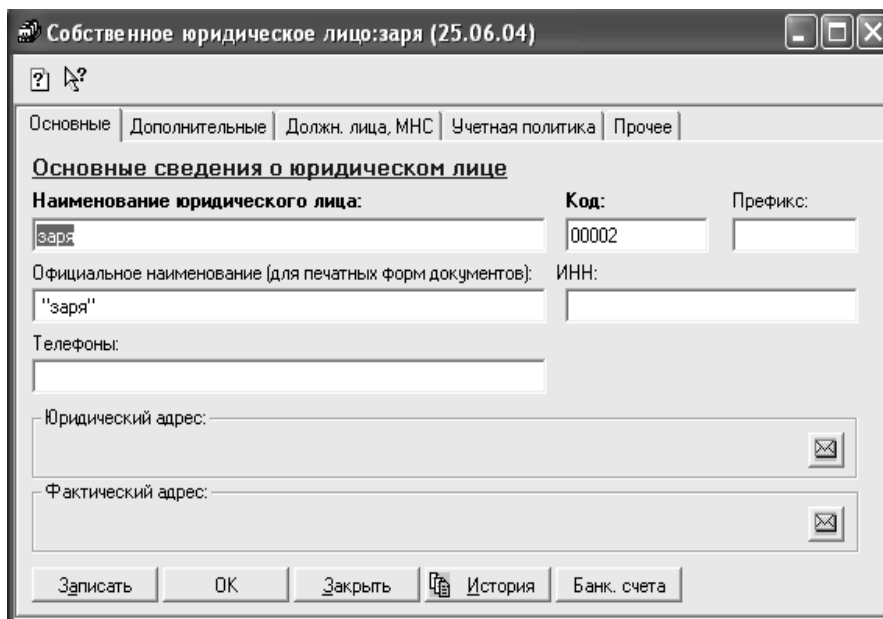 Собственное юридическое лицо:заря (25.06.04)
Основные Дополнительные Должн. лица, МНС Учетная политика Прочее
Основные сведения о юридическом лице
Наименование юридического лица: Код: Префикс:
заря 00002
Официальное наименование (для печатных форм документов): ИНН:
"заря"
Телефоны:
Юридический адрес:
Фактический адрес:
Записать OK Закрыть История Банк. счета